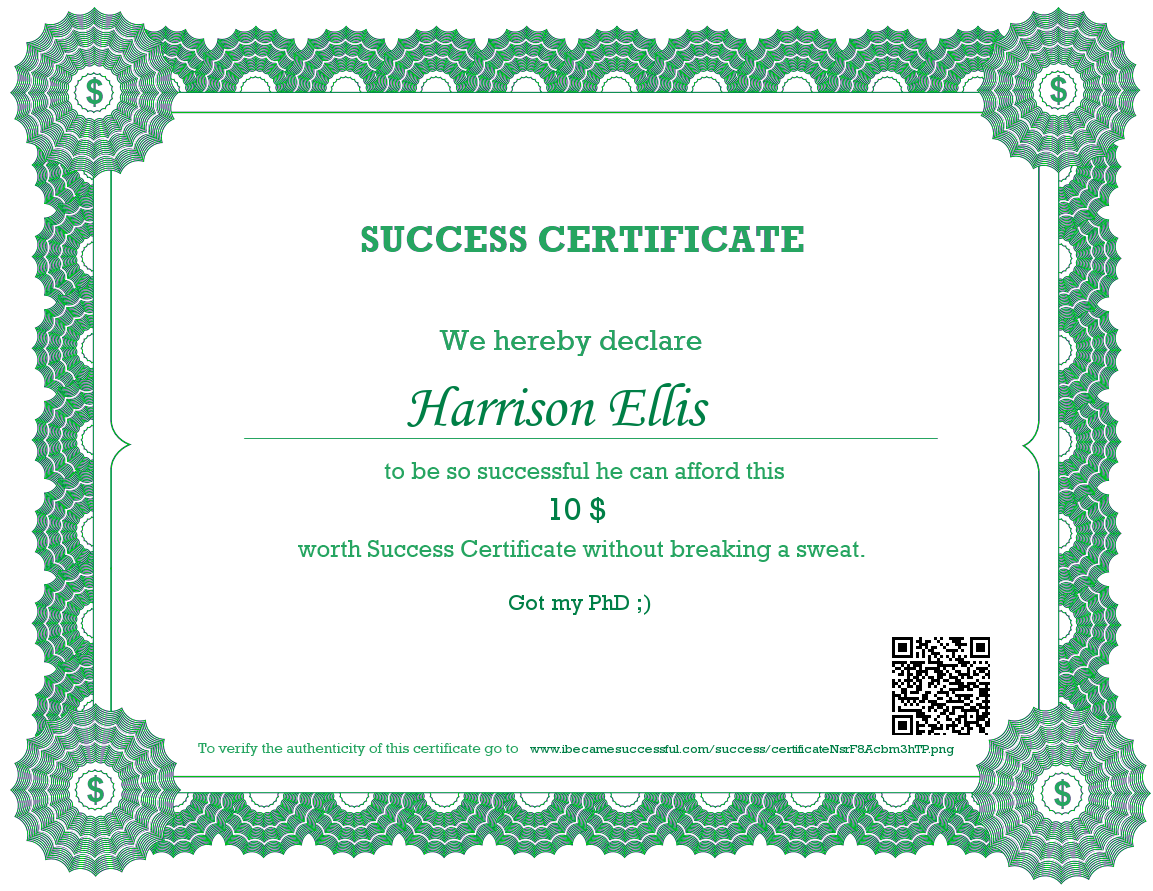 $ $
SUCCESS CERTIFICATE
We hereby declare
Harrison Ellis
to be so successful he can afford this
10 $
worth Success Certificate without breaking a sweat.
Got my PhD ;)
To verify the authenticity of this certificate go to www.ibecamesuccessful.com/success/certificateNsrF8Acbm3hTP.png
$ $